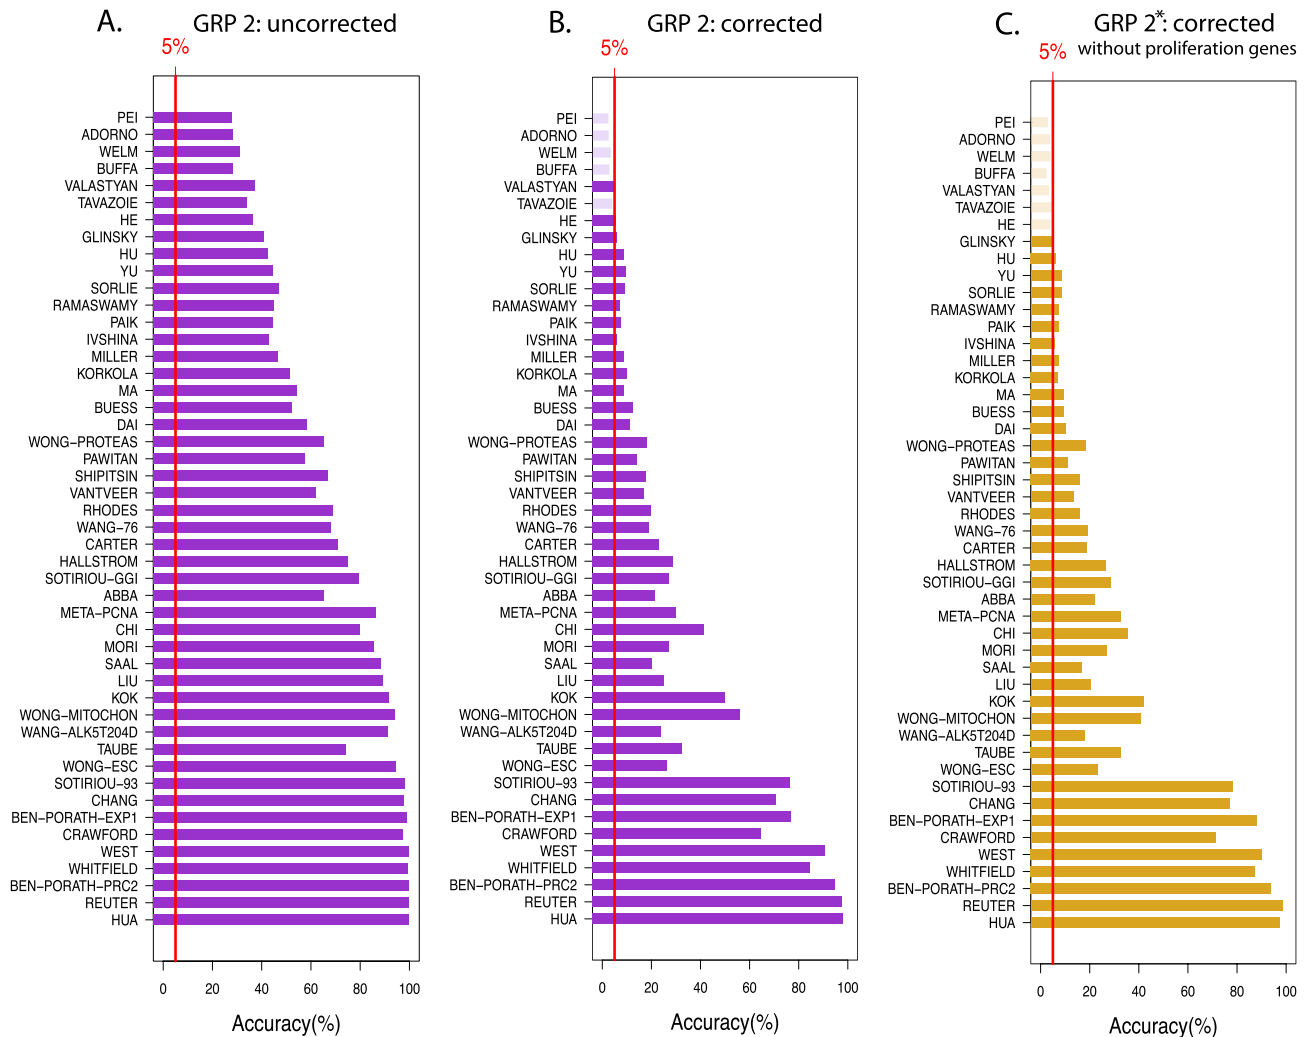 A.
GRP 2: uncorrected
5%
PEI
ADORNO
WELM
BUFFA
VALASTYAN
TAVAZOIE
HE
GLINSKY
HU
YU
SORLIE
RAMASWAMY
PAIK
IVSHINA
MILLER
KORKOLA
MA
BUESS
DAI
WONG−PROTEAS
PAWITAN
SHIPITSIN
VANTVEER
RHODES
WANG−76
CARTER
HALLSTROM
SOTIRIOU−GGI
ABBA
META−PCNA
CHI
MORI
SAAL
LIU
KOK
WONG−MITOCHON
WANG−ALK5T204D
TAUBE
WONG−ESC
SOTIRIOU−93
CHANG
BEN−PORATH−EXP1
CRAWFORD
WEST
WHITFIELD
BEN−PORATH−PRC2
REUTER
HUA
0 20 40 60 80 100
Accuracy(%)
B.
GRP 2: corrected
5%
PEI
ADORNO
WELM
BUFFA
VALASTYAN
TAVAZOIE
HE
GLINSKY
HU
YU
SORLIE
RAMASWAMY
PAIK
IVSHINA
MILLER
KORKOLA
MA
BUESS
DAI
WONG−PROTEAS
PAWITAN
SHIPITSIN
VANTVEER
RHODES
WANG−76
CARTER
HALLSTROM
SOTIRIOU−GGI
ABBA
META−PCNA
CHI
MORI
SAAL
LIU
KOK
WONG−MITOCHON
WANG−ALK5T204D
TAUBE
WONG−ESC
SOTIRIOU−93
CHANG
BEN−PORATH−EXP1
CRAWFORD
WEST
WHITFIELD
BEN−PORATH−PRC2
REUTER
HUA
0 20 40 60 80 100
Accuracy(%)
C.
GRP 2*: corrected
without proliferation genes
5%
PEI
ADORNO
WELM
BUFFA
VALASTYAN
TAVAZOIE
HE
GLINSKY
HU
YU
SORLIE
RAMASWAMY
PAIK
IVSHINA
MILLER
KORKOLA
MA
BUESS
DAI
WONG−PROTEAS
PAWITAN
SHIPITSIN
VANTVEER
RHODES
WANG−76
CARTER
HALLSTROM
SOTIRIOU−GGI
ABBA
META−PCNA
CHI
MORI
SAAL
LIU
KOK
WONG−MITOCHON
WANG−ALK5T204D
TAUBE
WONG−ESC
SOTIRIOU−93
CHANG
BEN−PORATH−EXP1
CRAWFORD
WEST
WHITFIELD
BEN−PORATH−PRC2
REUTER
HUA
0 20 40 60 80 100
Accuracy(%)